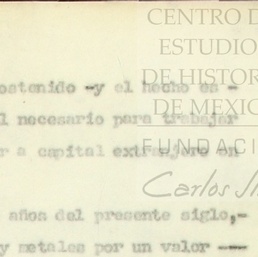 CENTRO D
ESTUDIO
DE HISTOR
DE MEXIC
FUNDACI
Carlos Sl
ostenido -y el hecho es -
l necesario para trabajar
r a capital extranjero en
años del presente siglo,-
y metales por un valor ---